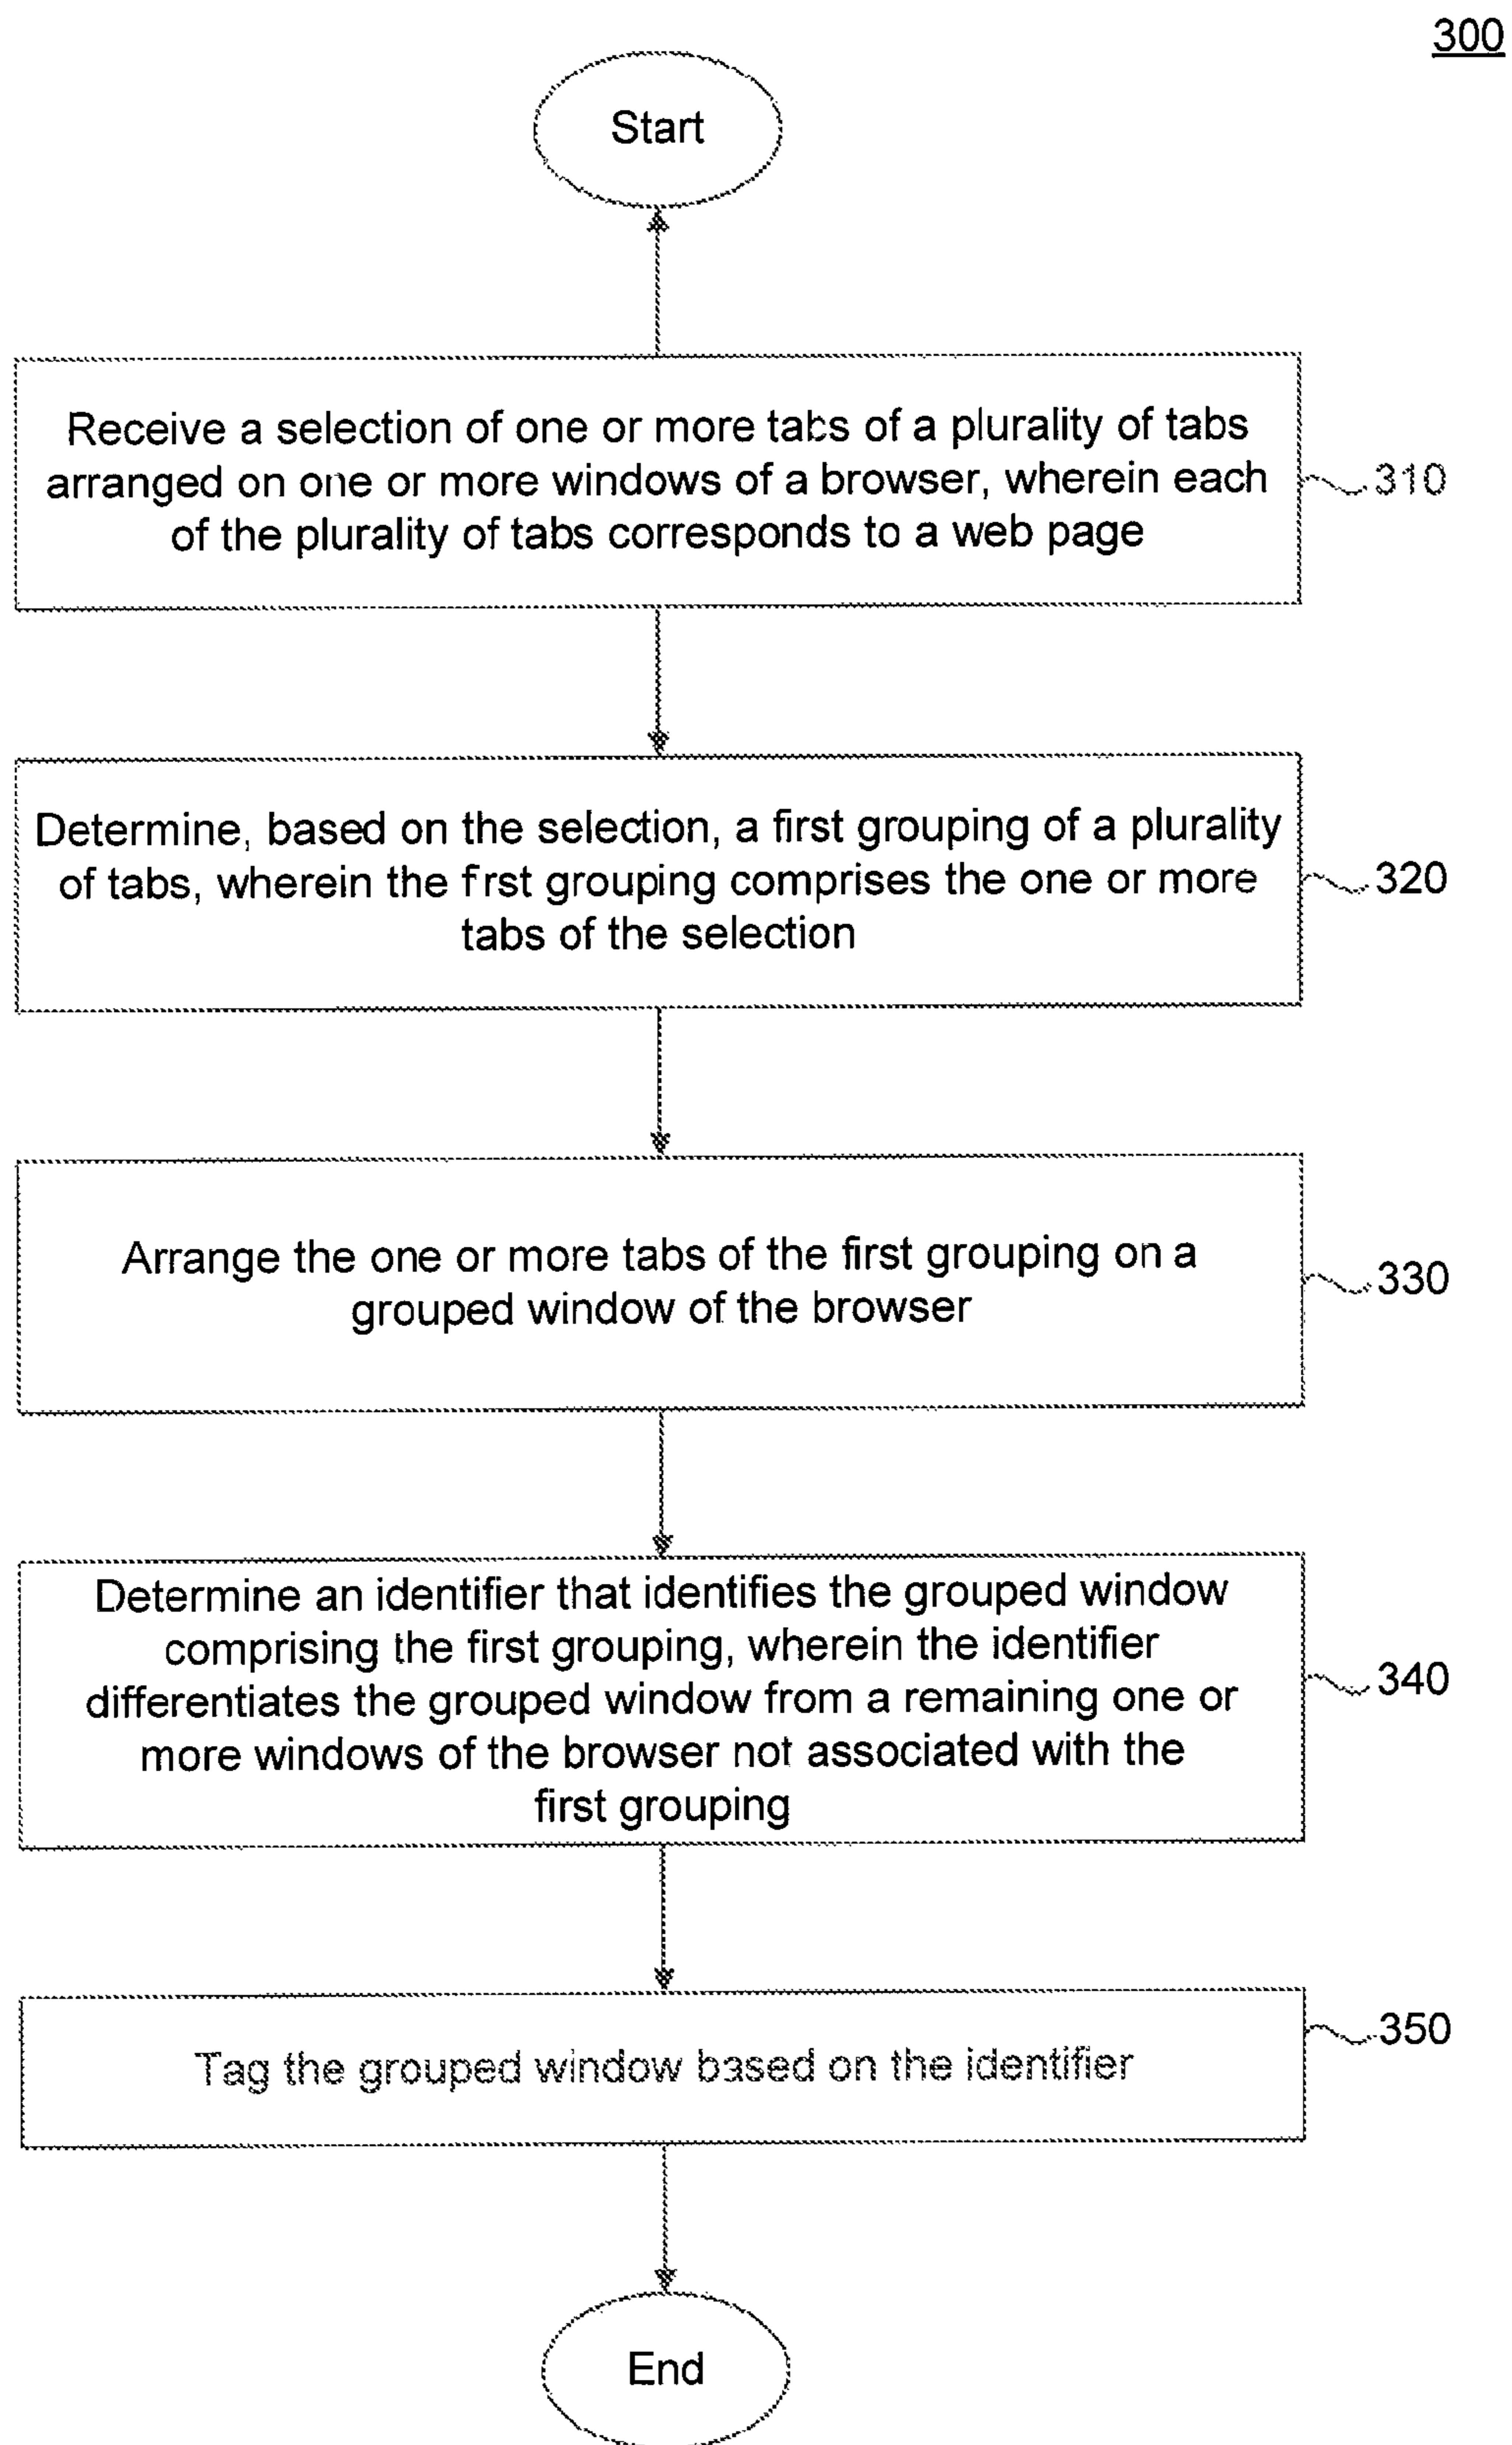 300
Start
Receive a selection of one or more tabs of a plurality of tabs
arranged on one or more windows of a browser, wherein each
of the plurality of tabs corresponds to a web page
310
Determine, based on the selection, a first grouping of a plurality
of tabs, wherein the frst grouping comprises the one or more
tabs of the selection
320
Arrange the one or more tabs of the first grouping on a
grouped window of the browser
330
Determine an identifier that identifies the grouped window
comprising the first grouping, wherein the identifier
differentiates the grouped window from a remaining one or
more windows of the browser not associated with the
first grouping
340
Tag the grouped window based on the identifier
350
End